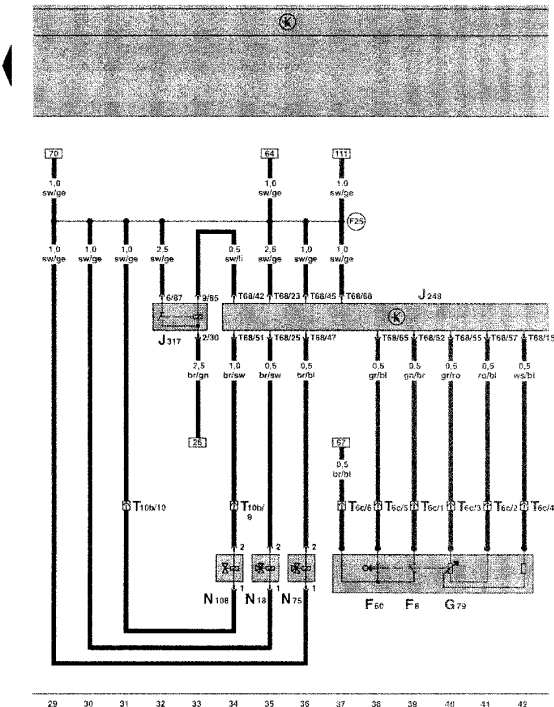 K
70 64 111
1,0 1,0 1,0
sw/ge sw/ge sw/ge
F25
1,0 1,0 1,0 2,5 0,5 2,5 1,0 1,0
sw/ge sw/ge sw/ge sw/ge sw/li sw/ge sw/ge sw/ge
6/87 9/85 T68/42 T68/23 T68/45 T68/68 J248
K
J317 2/30 T68/51 T68/25 T68/47 T68/65 T68/52 T68/55 T68/57 T68/15
2,5 1,0 0,5 0,5 0,5 0,5 0,5 0,5 0,5
br/gn br/sw br/sw br/bl gr/bl gn/br gr/ro ro/bl ws/bl
26 67
0,5
br/bl
T10b/10 T10b/ T6c/6 T6c/5 T6c/1 T6c/3 T6c/2 T6c/4
9
2 2 2
1 1 1
N108 N18 N75 F60 F8 G79
29 30 31 32 33 34 35 36 37 38 39 40 41 42